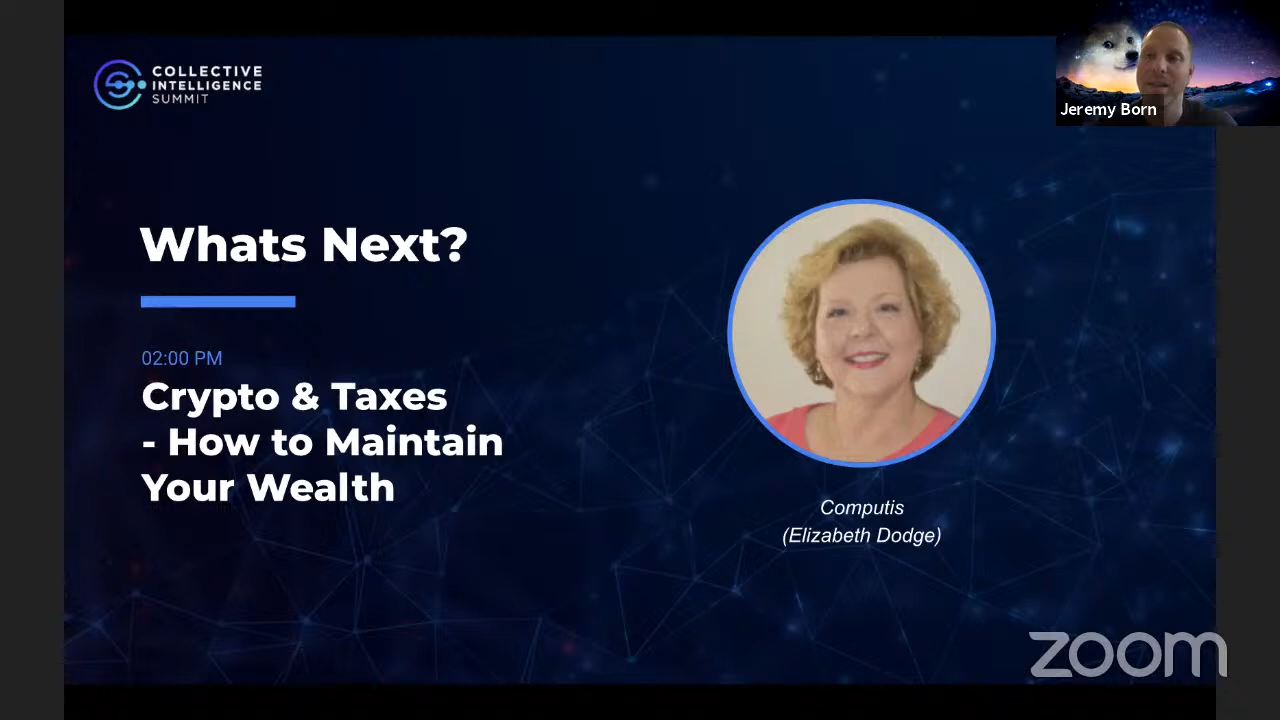 COLLECTIVE
INTELLIGENCE
SUMMIT
Jeremy Born
Whats Next?
02:00 PM
Crypto & Taxes
- How to Maintain
Your Wealth
Computis
(Elizabeth Dodge)
zoom